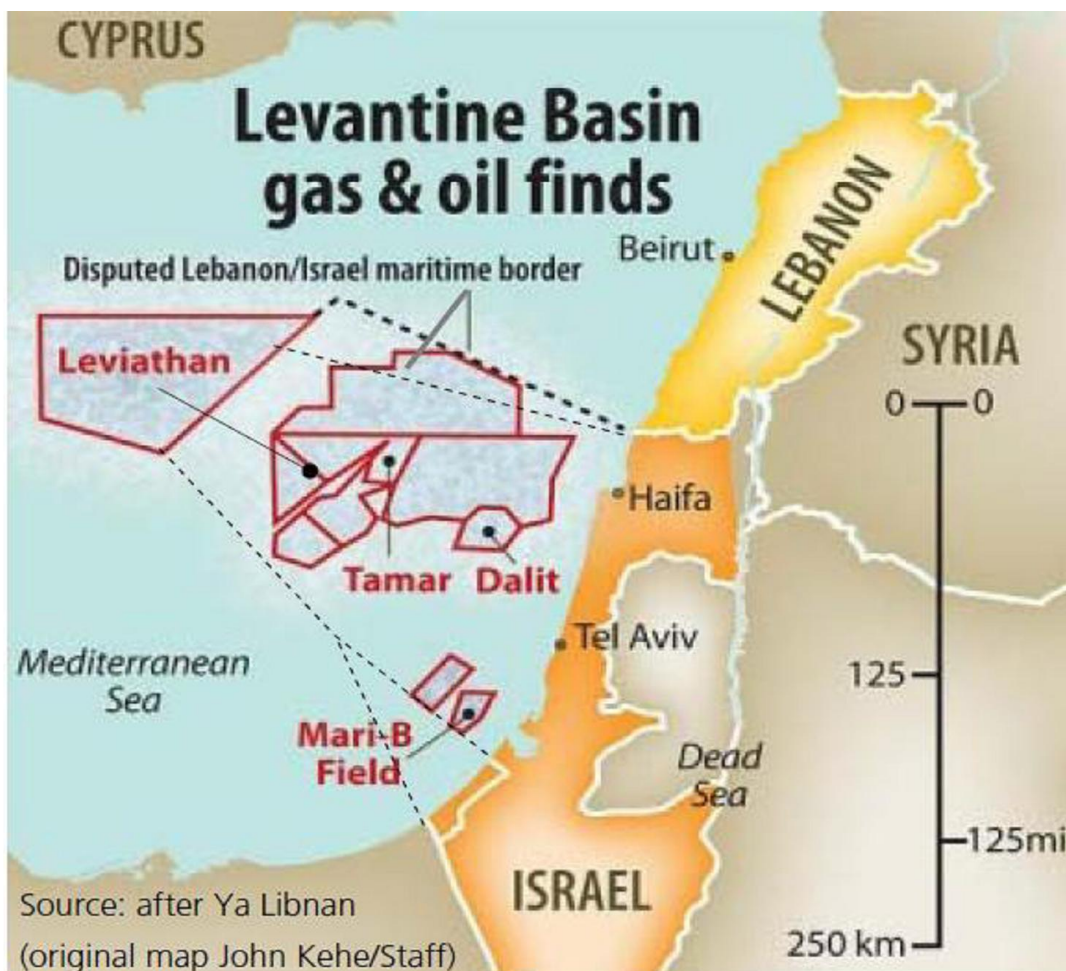 CYPRUS
Levantine Basin
gas & oil finds
Disputed Lebanon/Israel maritime border
Beirut
LEBANON
SYRIA
Leviathan
0
0
Haifa
Tamar
Dalit
Tel Aviv
Mediterranean
Sea
125
Mari-B
Field
Dead
Sea
125mi
ISRAEL
250 km
Source: after Ya Libnan
(original map John Kehe/Staff)